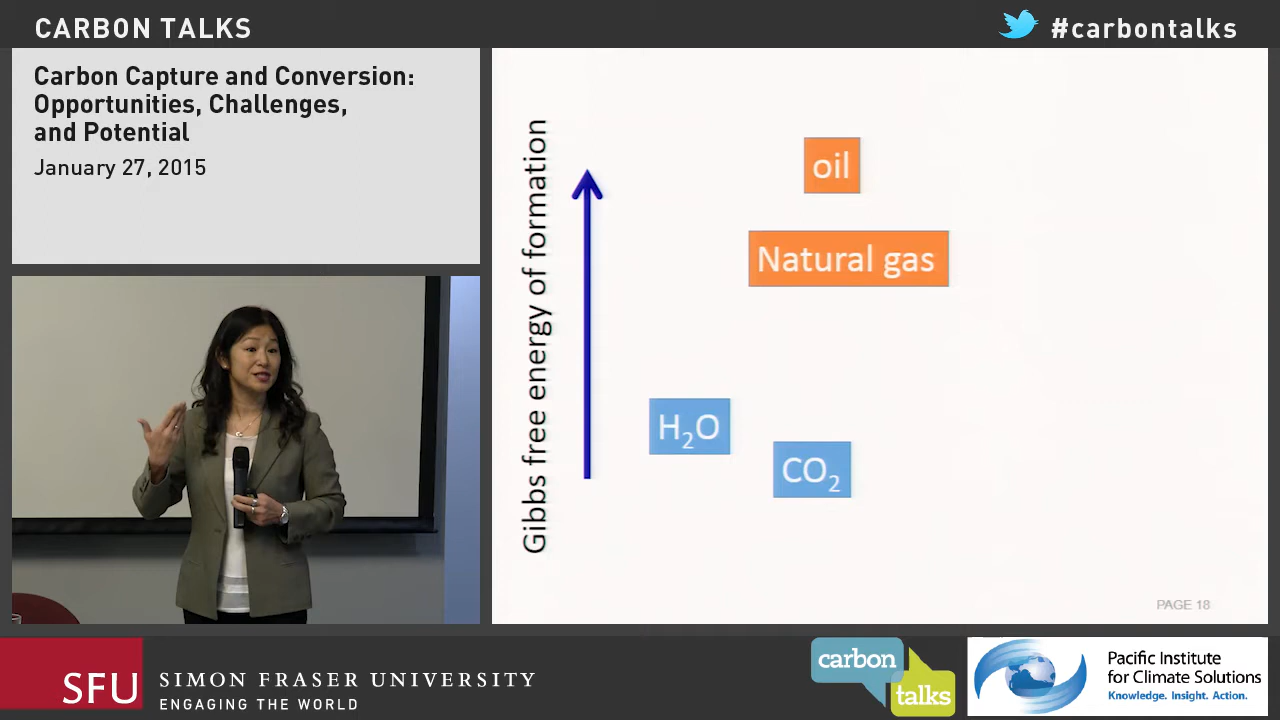 CARBON TALKS
#carbontalks
Carbon Capture and Conversion:
Opportunities, Challenges,
and Potential
January 27, 2015
Gibbs free energy of formation
oil
Natural gas
H₂O
CO₂
PAGE 18
SFU
SIMON FRASER UNIVERSITY
ENGAGING THE WORLD
carbon
talks
Pacific Institute
for Climate Solutions
Knowledge. Insight. Action.